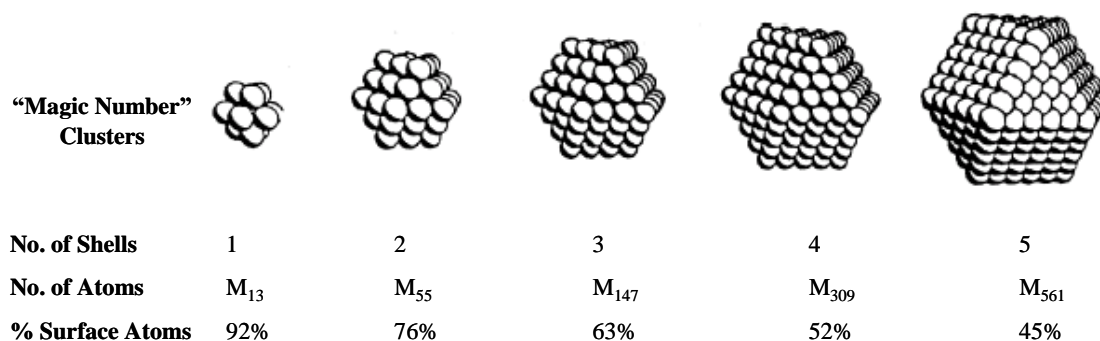 “Magic Number”
Clusters
No. of Shells 1 2 3 4 5
No. of Atoms M₁₃ M₅₅ M₁₄₇ M₃₀₉ M₅₆₁
% Surface Atoms 92% 76% 63% 52% 45%